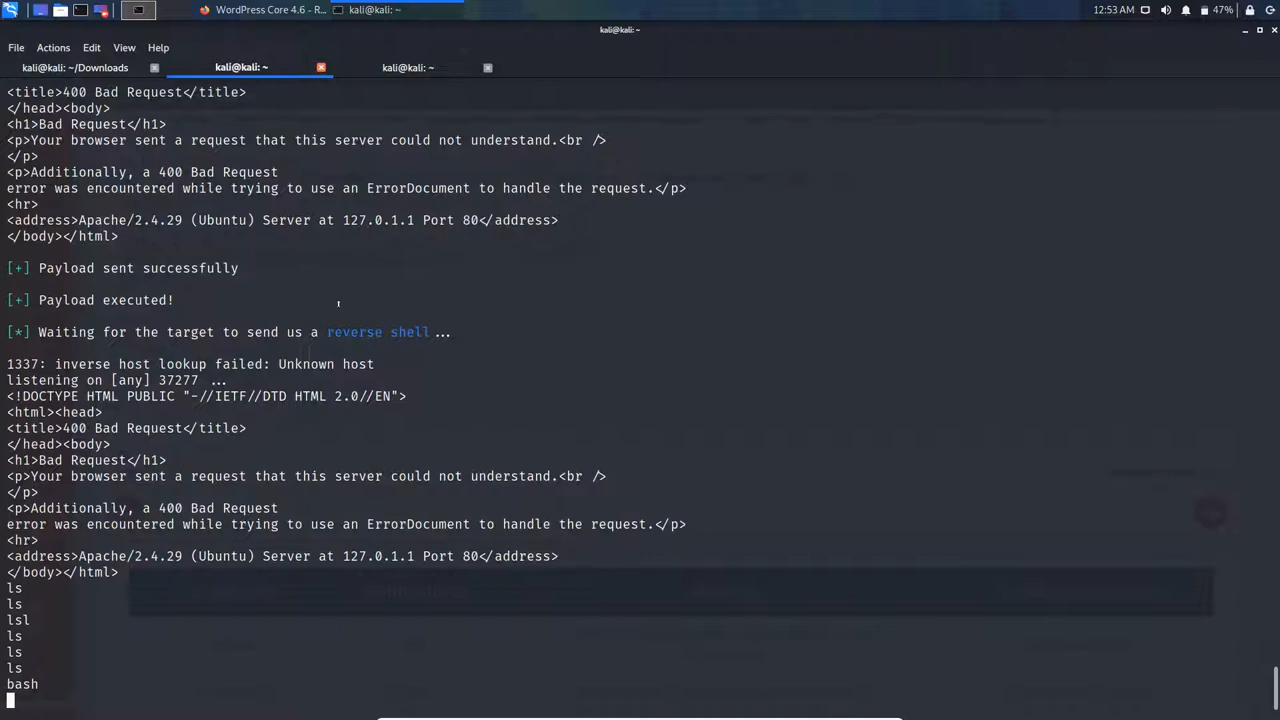 WordPress Core 4.6 - R...
kali@kali: ~
12:53 AM
47%
kali@kali: ~
File Actions Edit View Help
kali@kali: ~/Downloads
kali@kali: ~
kali@kali: ~
<title>400 Bad Request</title>
</head><body>
<h1>Bad Request</h1>
<p>Your browser sent a request that this server could not understand.<br />
</p>
<p>Additionally, a 400 Bad Request
error was encountered while trying to use an ErrorDocument to handle the request.</p>
<hr>
<address>Apache/2.4.29 (Ubuntu) Server at 127.0.1.1 Port 80</address>
</body></html>
[+] Payload sent successfully
[+] Payload executed!
[*] Waiting for the target to send us a reverse shell ...
1337: inverse host lookup failed: Unknown host
listening on [any] 37277 ...
<!DOCTYPE HTML PUBLIC "-//IETF//DTD HTML 2.0//EN">
<html><head>
<title>400 Bad Request</title>
</head><body>
<h1>Bad Request</h1>
<p>Your browser sent a request that this server could not understand.<br />
</p>
<p>Additionally, a 400 Bad Request
error was encountered while trying to use an ErrorDocument to handle the request.</p>
<hr>
<address>Apache/2.4.29 (Ubuntu) Server at 127.0.1.1 Port 80</address>
</body></html>
ls
ls
lsl
ls
ls
ls
bash